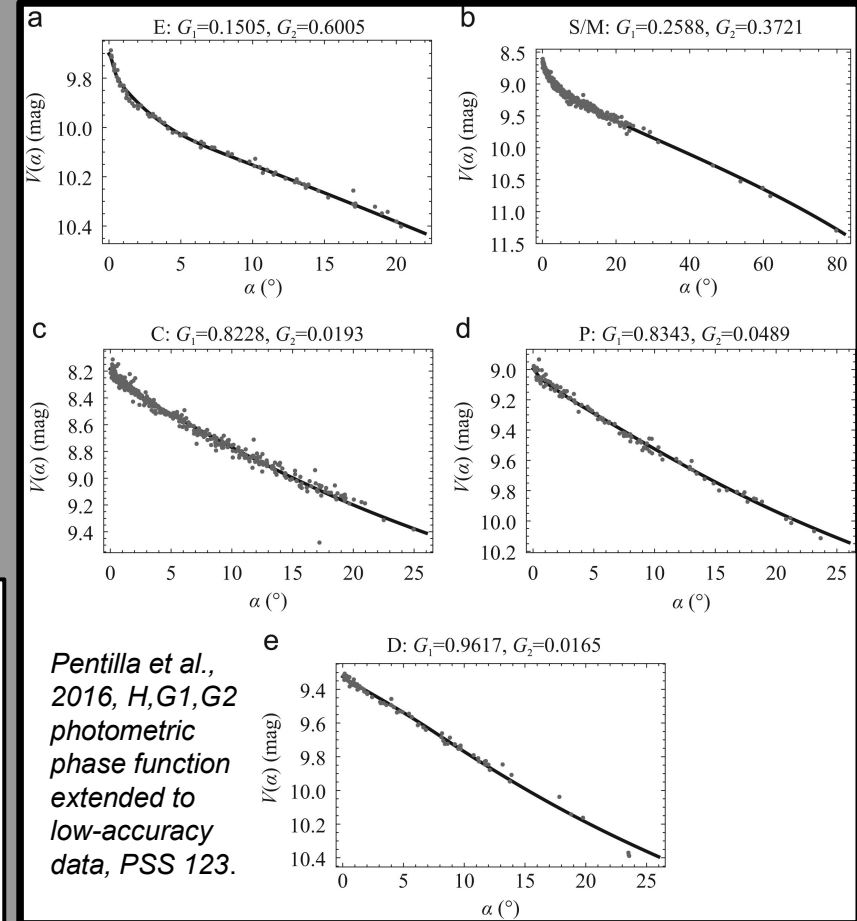 a
E: G₁=0.1505, G₂=0.6005
9.8
10.0
10.2
10.4
V(α) (mag)
0 5 10 15 20
α (°)
b
S/M: G₁=0.2588, G₂=0.3721
8.5
9.0
9.5
10.0
10.5
11.0
11.5
V(α) (mag)
0 20 40 60 80
α (°)
c
C: G₁=0.8228, G₂=0.0193
8.2
8.4
8.6
8.8
9.0
9.2
9.4
V(α) (mag)
0 5 10 15 20 25
α (°)
d
P: G₁=0.8343, G₂=0.0489
9.0
9.2
9.4
9.6
9.8
10.0
10.2
V(α) (mag)
0 5 10 15 20 25
α (°)
Pentilla et al.,
2016, H,G1,G2
photometric
phase function
extended to
low-accuracy
data, PSS 123.
e
D: G₁=0.9617, G₂=0.0165
9.4
9.6
9.8
10.0
10.2
10.4
V(α) (mag)
0 5 10 15 20 25
α (°)